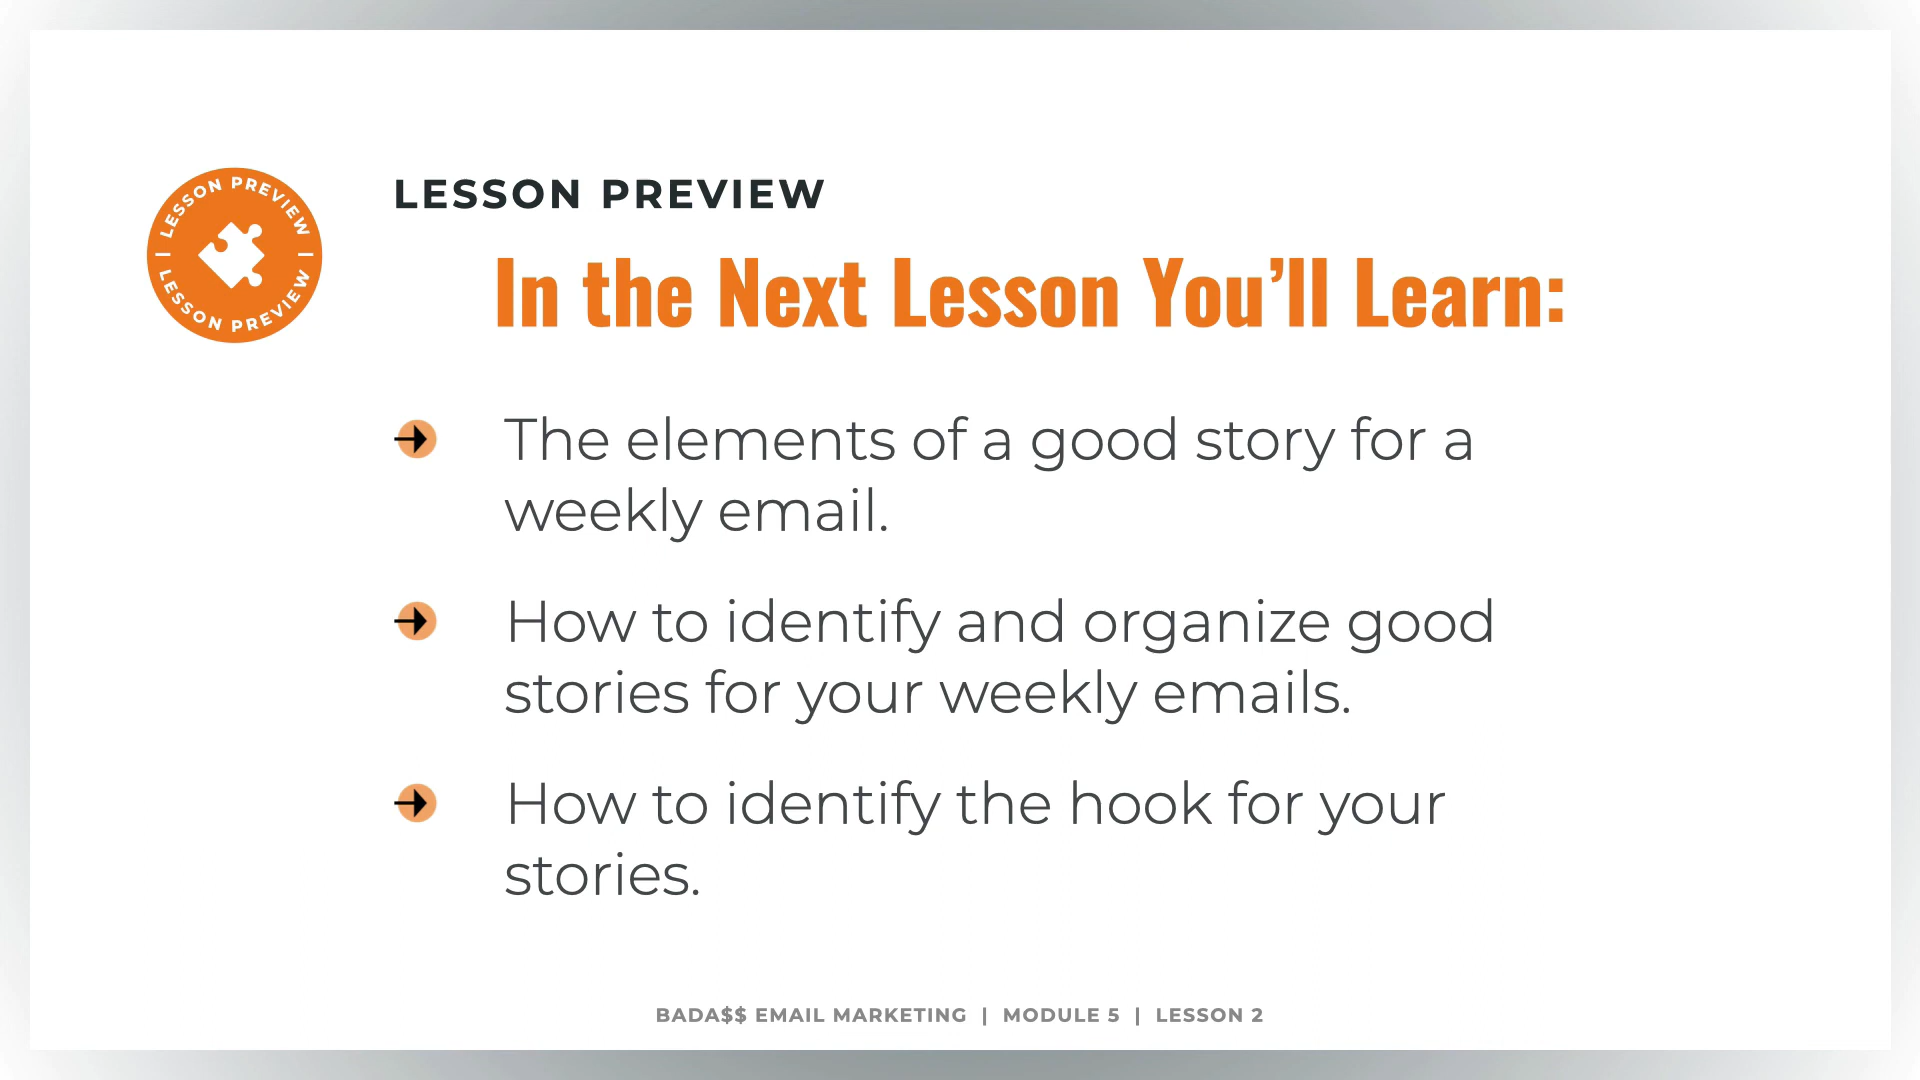 LESSON PREVIEW
LESSON PREVIEW
LESSON PREVIEW
In the Next Lesson You’ll Learn:
The elements of a good story for a
weekly email.
How to identify and organize good
stories for your weekly emails.
How to identify the hook for your
stories.
BADA$$ EMAIL MARKETING | MODULE 5 | LESSON 2